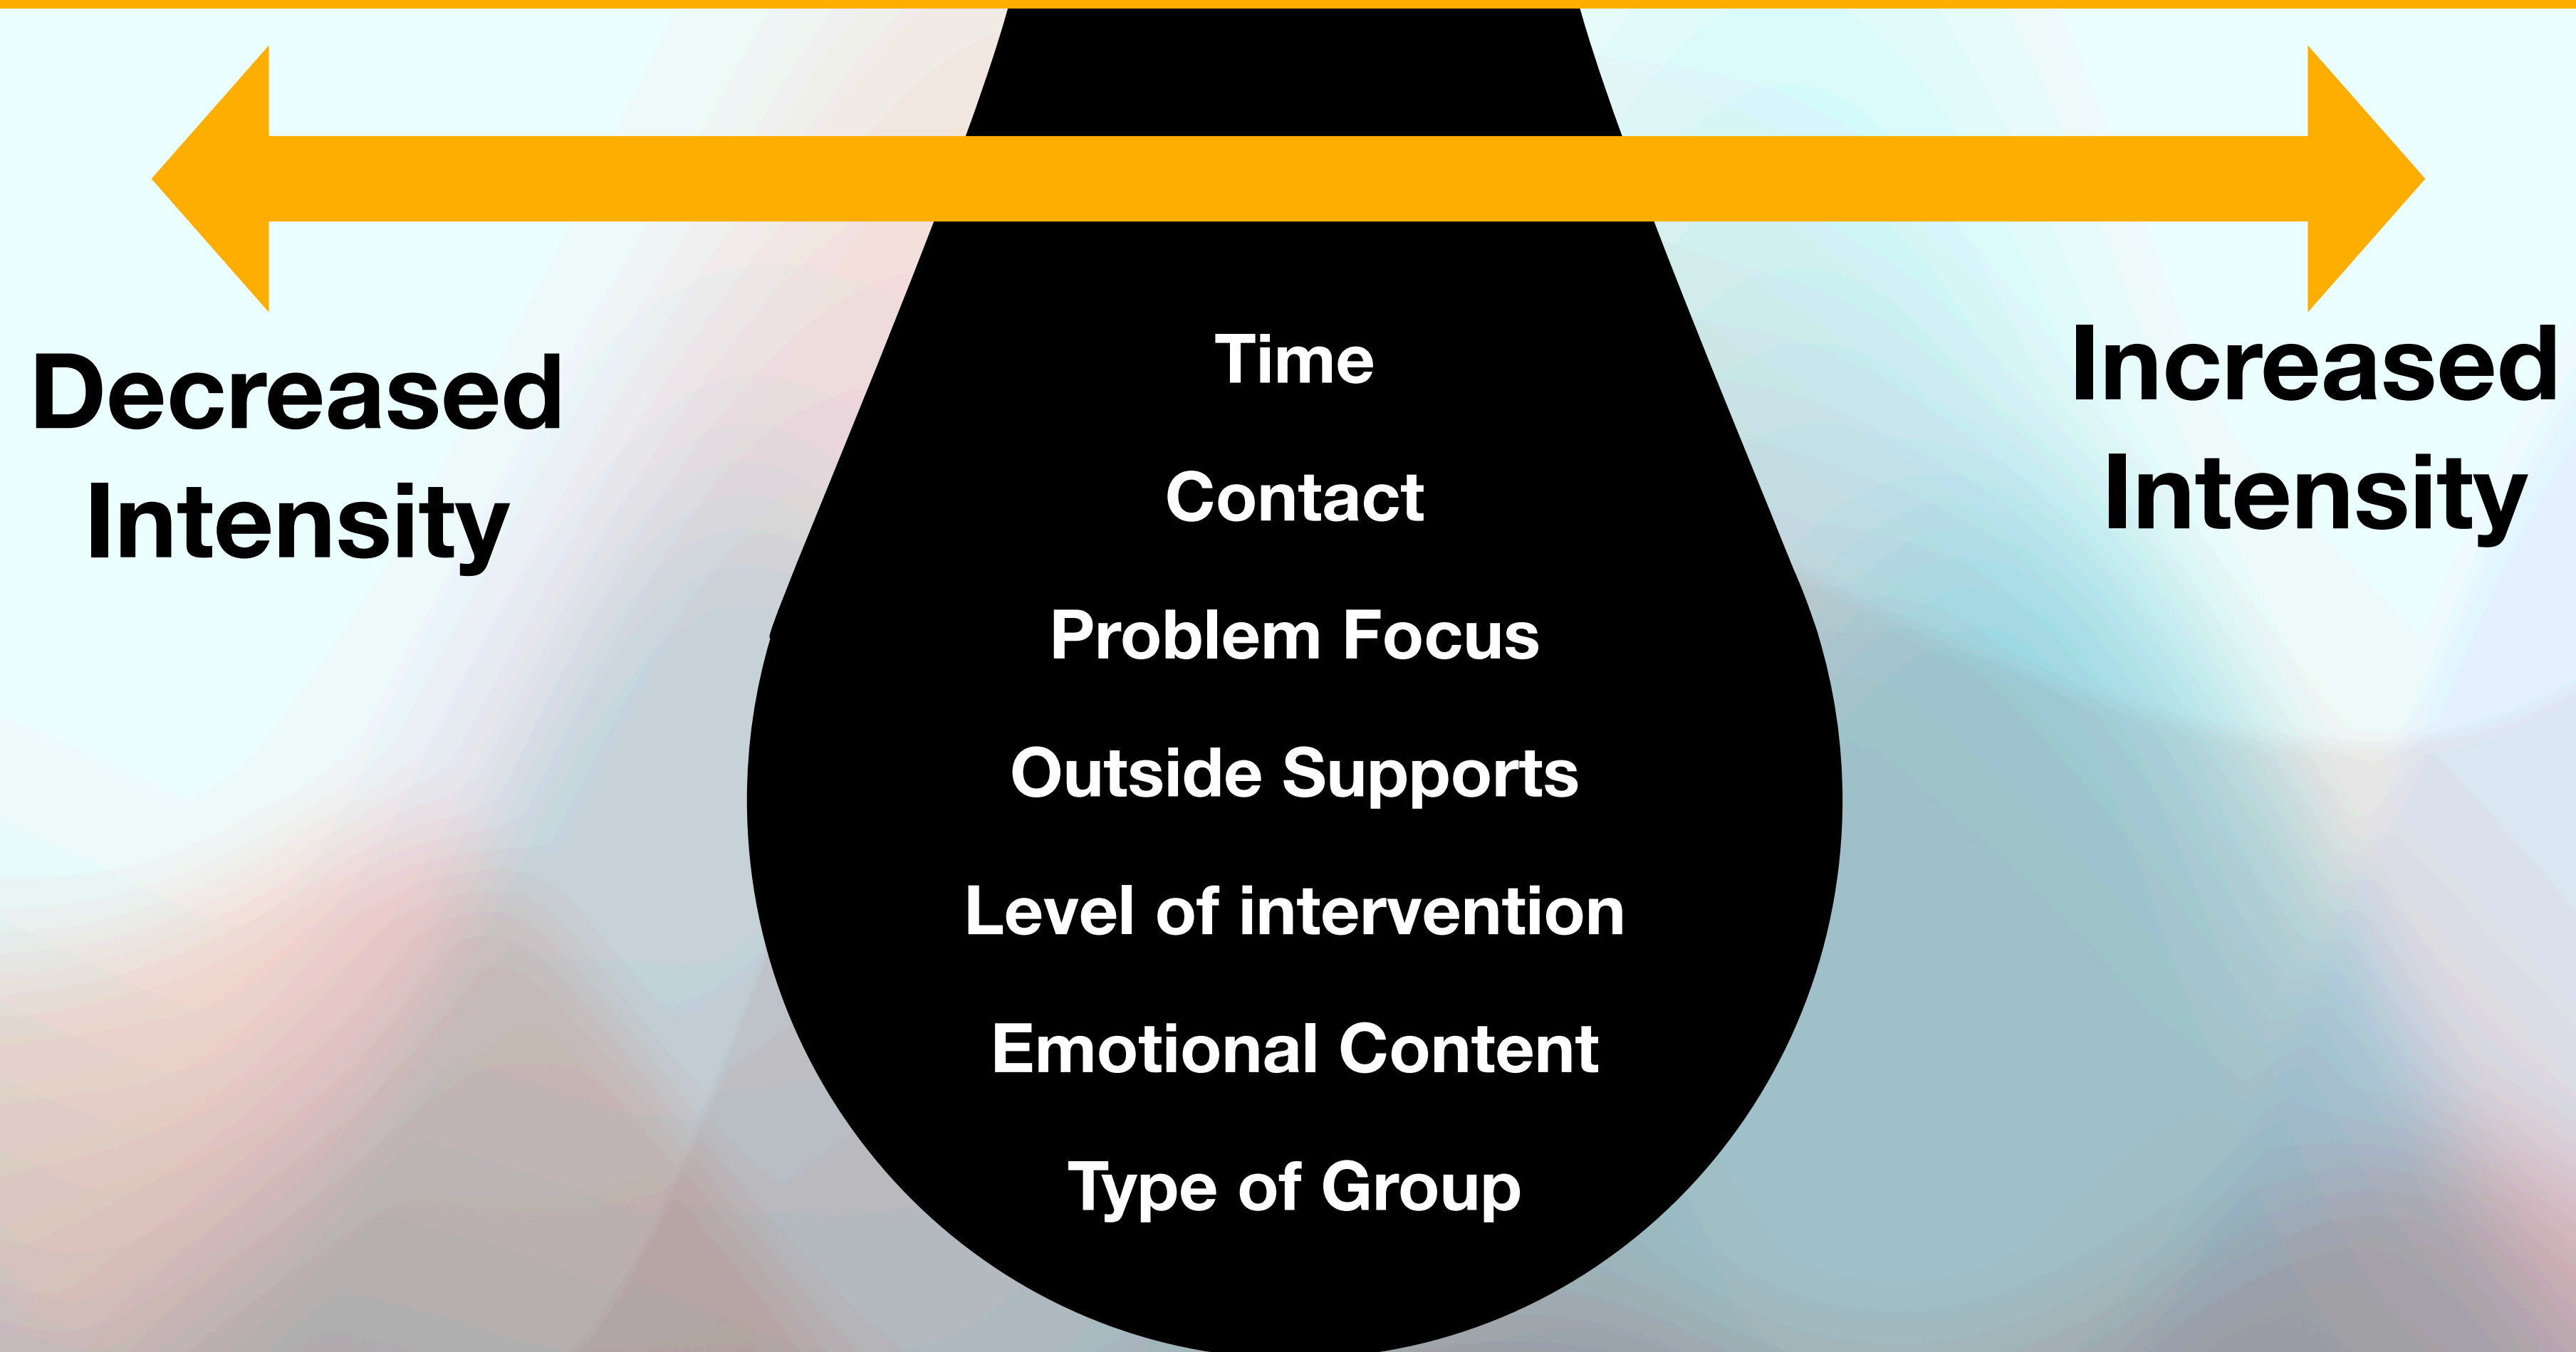 Decreased
Intensity
Time
Contact
Problem Focus
Outside Supports
Level of intervention
Emotional Content
Type of Group
Increased
Intensity